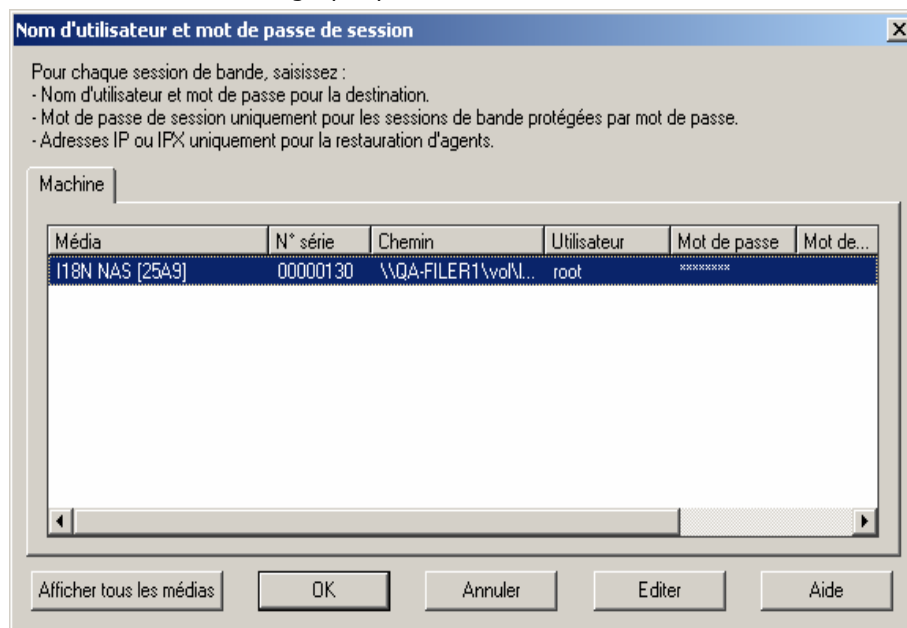 Nom d'utilisateur et mot de passe de session
Pour chaque session de bande, saisissez :
- Nom d'utilisateur et mot de passe pour la destination.
- Mot de passe de session uniquement pour les sessions de bande protégées par mot de passe.
- Adresses IP ou IPX uniquement pour la restauration d'agents.
Machine
Média N° série Chemin Utilisateur Mot de passe Mot de...
I18N NAS [25A9] 00000130 \\QA-FILER1\vol\l... root ********
Afficher tous les médias OK Annuler Editer Aide